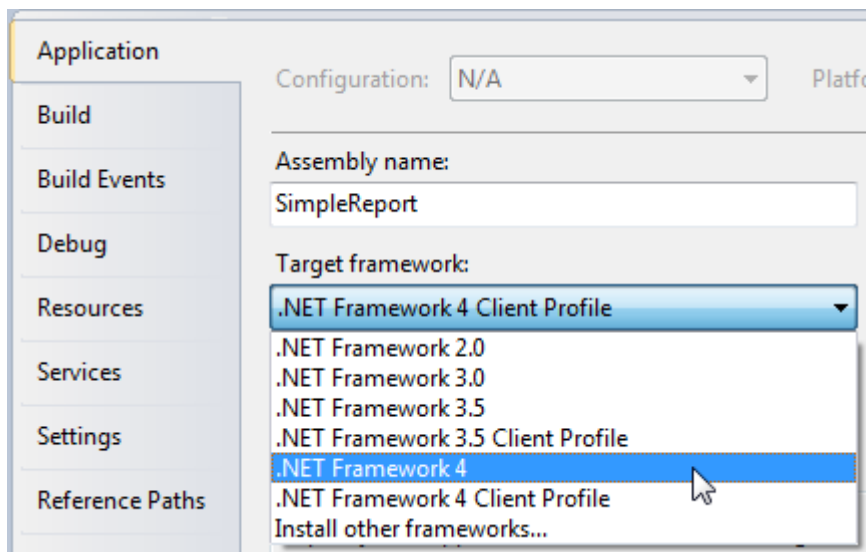 Application
Build
Build Events
Debug
Resources
Services
Settings
Reference Paths
Configuration: N/A
Assembly name:
SimpleReport
Target framework:
.NET Framework 4 Client Profile
.NET Framework 2.0
.NET Framework 3.0
.NET Framework 3.5
.NET Framework 3.5 Client Profile
.NET Framework 4
.NET Framework 4 Client Profile
Install other frameworks...